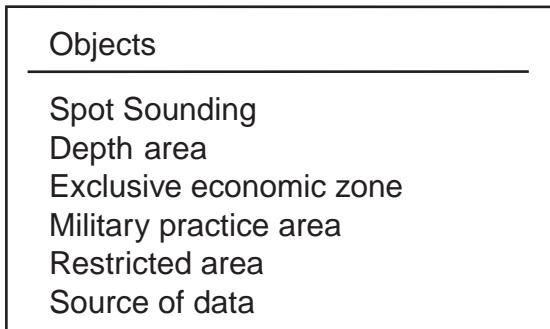 Objects
Spot Sounding
Depth area
Exclusive economic zone
Military practice area
Restricted area
Source of data